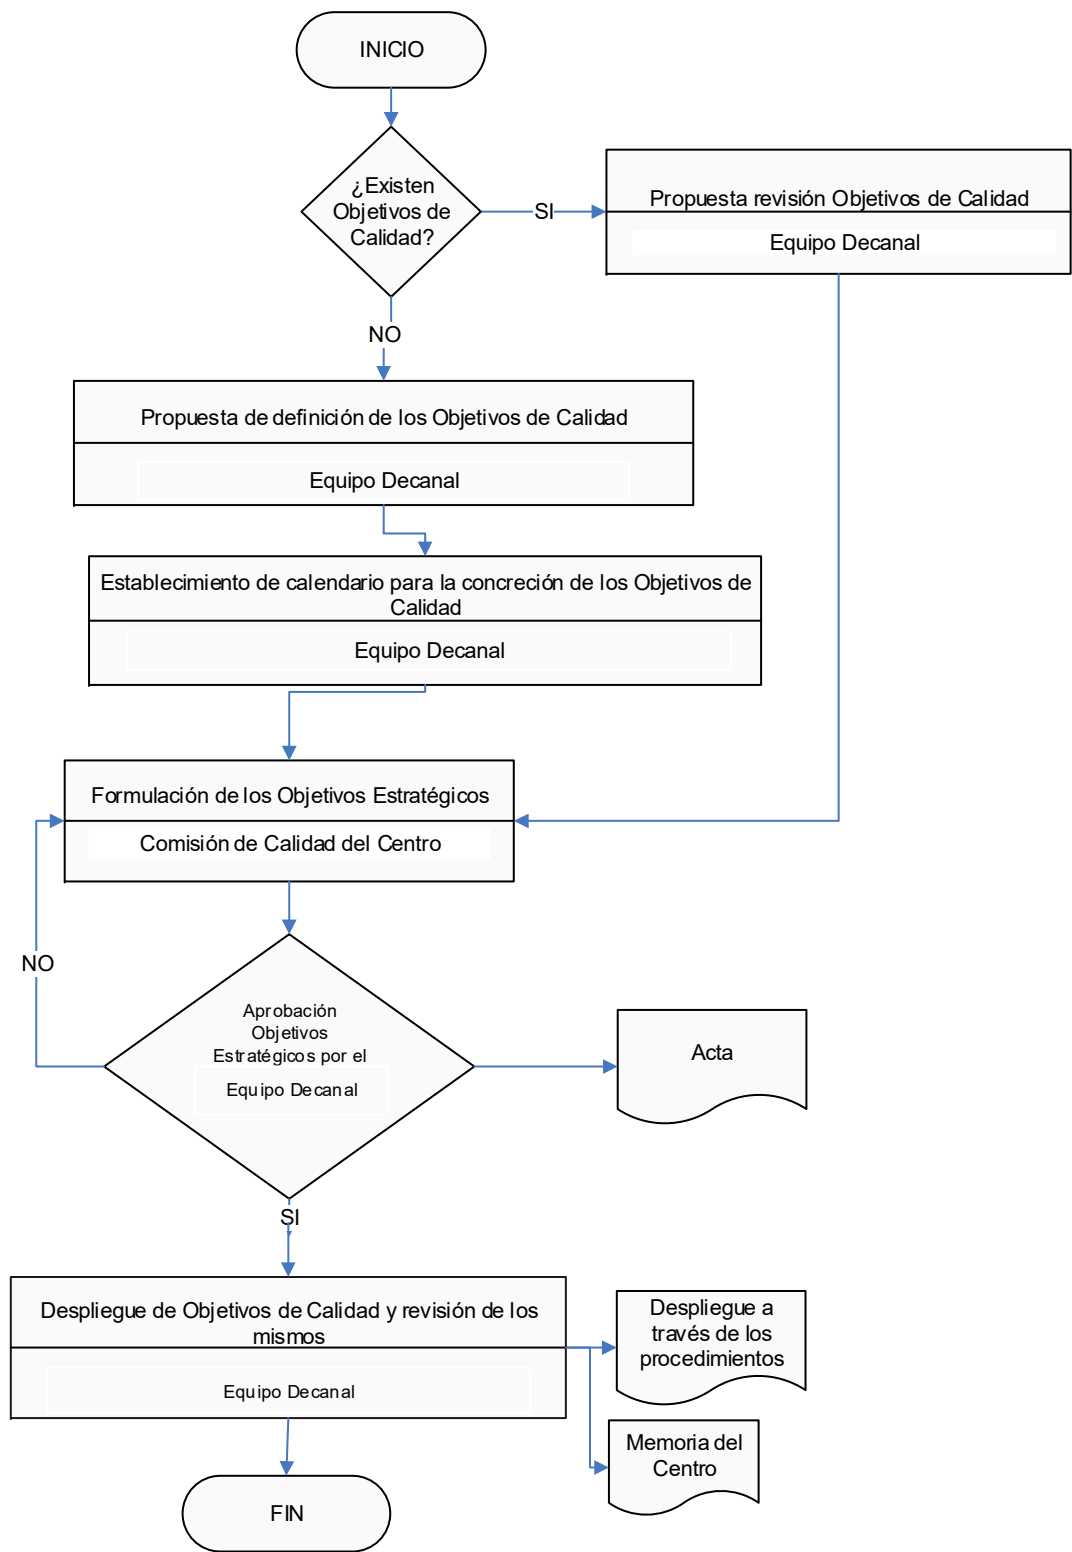 INICIO
¿Existen
Objetivos de
Calidad?
SI
Propuesta revisión Objetivos de Calidad
Equipo Decanal
NO
Propuesta de definición de los Objetivos de Calidad
Equipo Decanal
Establecimiento de calendario para la concreción de los Objetivos de
Calidad
Equipo Decanal
Formulación de los Objetivos Estratégicos
Comisión de Calidad del Centro
NO
Aprobación
Objetivos
Estratégicos por el
Equipo Decanal
Acta
SI
Despliegue de Objetivos de Calidad y revisión de los
mismos
Equipo Decanal
Despliegue a
través de los
procedimientos
Memoria del
Centro
FIN